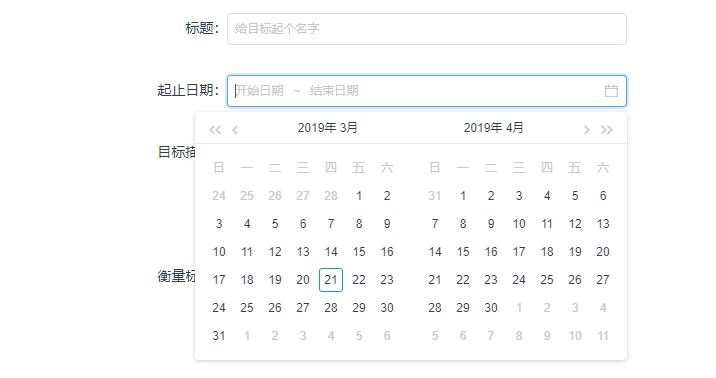 标题: 给目标起个名字
起止日期: 开始日期 ~ 结束日期
2019年 3月 2019年 4月
目标描
日 一 二 三 四 五 六 日 一 二 三 四 五 六
24 25 26 27 28 1 2 31 1 2 3 4 5 6
3 4 5 6 7 8 9 7 8 9 10 11 12 13
10 11 12 13 14 15 16 14 15 16 17 18 19 20
衡量标
17 18 19 20 21 22 23 21 22 23 24 25 26 27
24 25 26 27 28 29 30 28 29 30 1 2 3 4
31 1 2 3 4 5 6 5 6 7 8 9 10 11